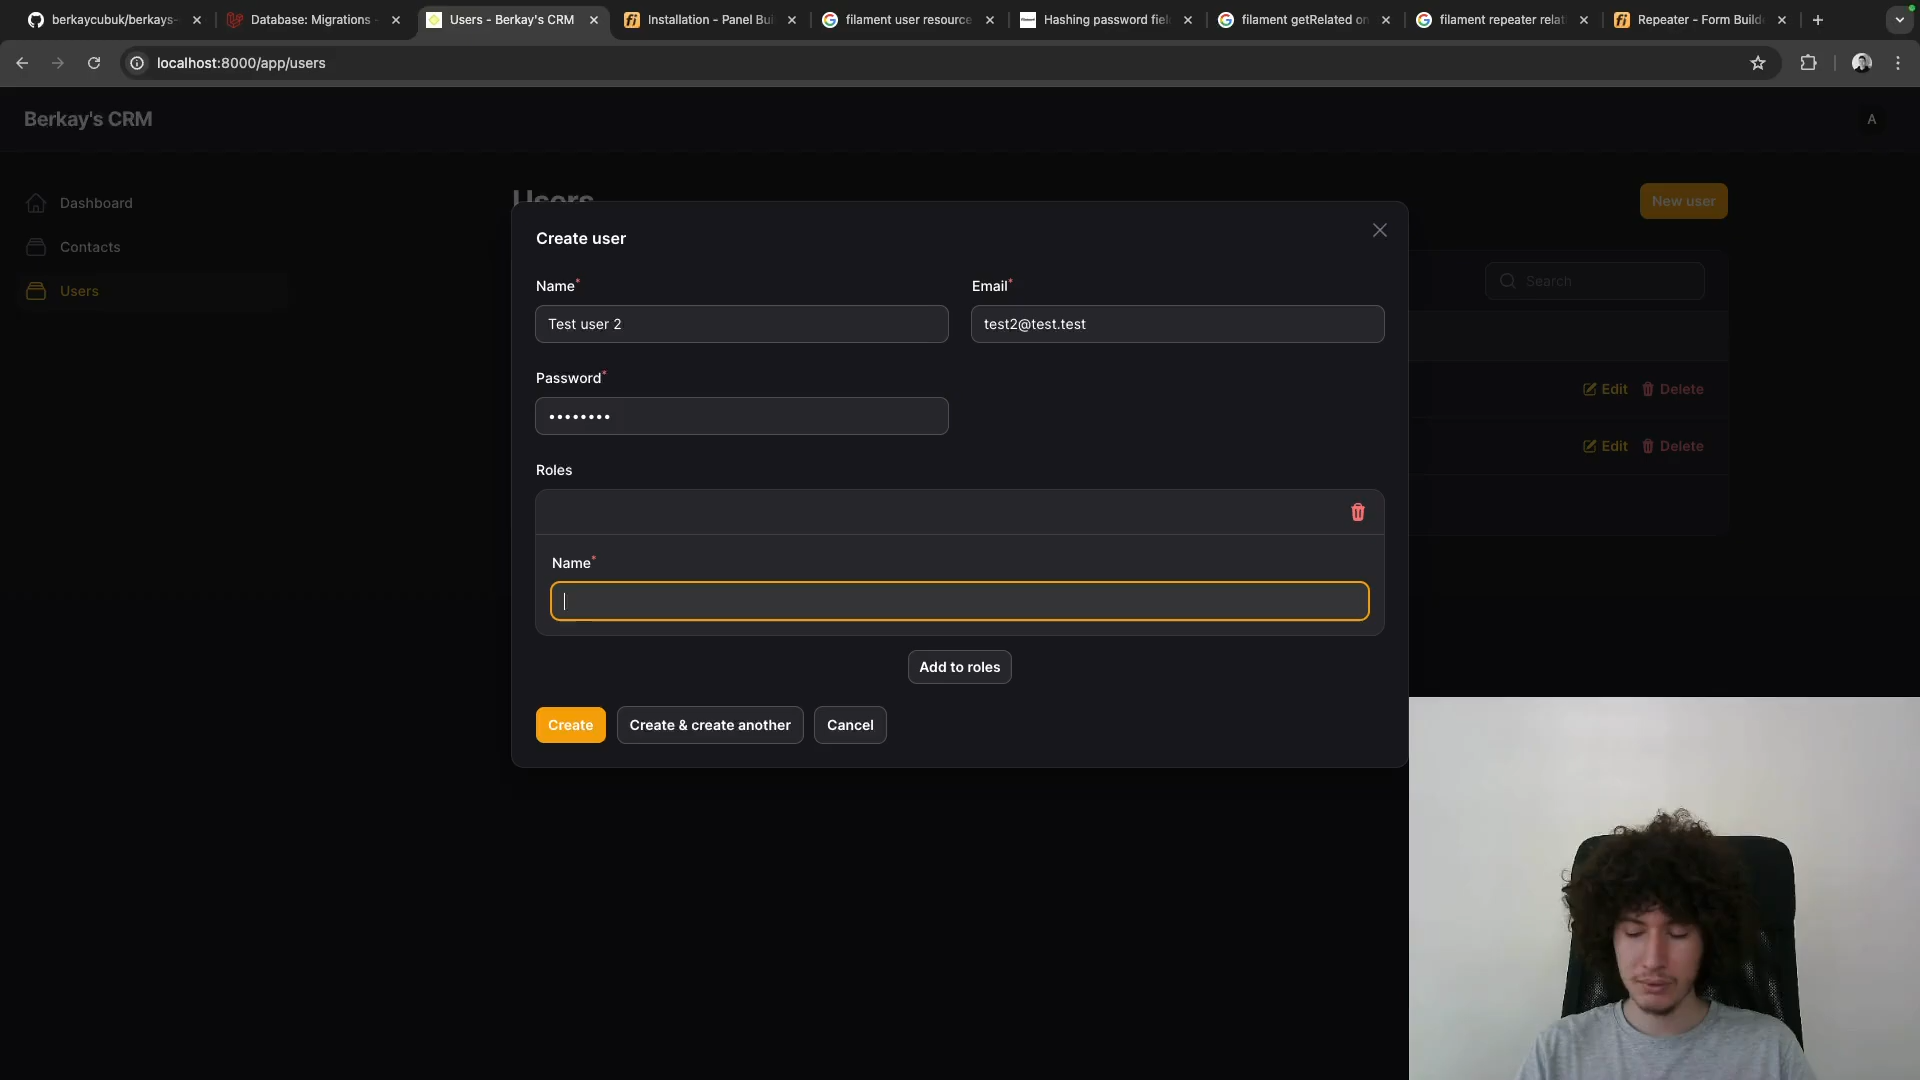 berkaycubuk/berkays-
Database: Migrations -
Users - Berkay's CRM
Installation - Panel Bui
filament user resource
Hashing password fiel
filament getRelated on
filament repeater relat
Repeater - Form Builde
localhost:8000/app/users
Berkay's CRM
A
Dashboard
Contacts
Users
Users
New user
Search
Edit
Delete
Edit
Delete
Create user
Name*
Email*
Test user 2
test2@test.test
Password*
••••••••
Roles
Name*
Add to roles
Create
Create & create another
Cancel